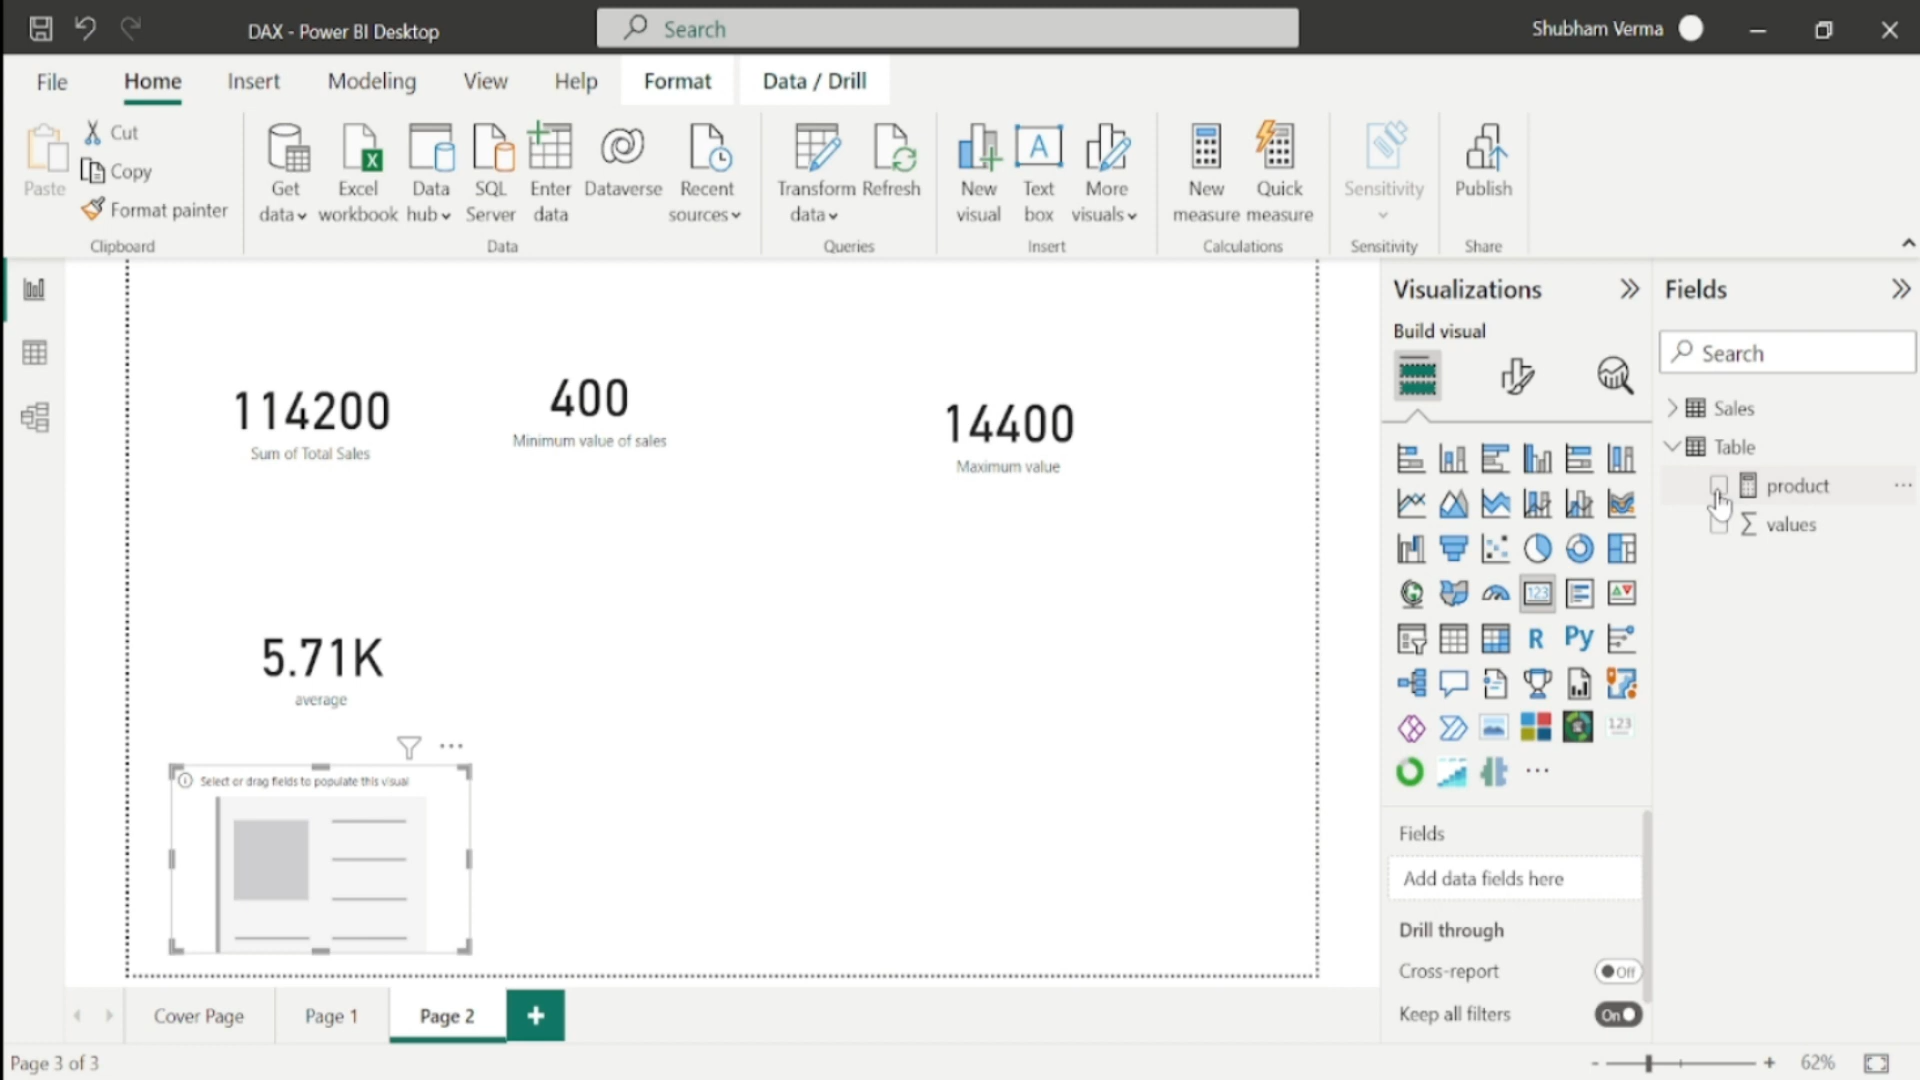 DAX - Power BI Desktop
Search
Shubham Verma
File
Home
Insert
Modeling
View
Help
Format
Data / Drill
Paste
Cut
Copy
Format painter
Clipboard
Get data
Excel workbook
Data hub
SQL Server
Enter data
Dataverse
Recent sources
Data
Transform data
Refresh
Queries
New visual
A
Text box
More visuals
Insert
New measure
Quick measure
Calculations
Sensitivity
Sensitivity
Publish
Share
114200
Sum of Total Sales
400
Minimum value of sales
14400
Maximum value
5.71K
average
Select or drag fields to populate this visual
Visualizations
Build visual
123
R
Py
123
Fields
Add data fields here
Drill through
Cross-report
Off
Keep all filters
On
Fields
Search
Sales
Table
product
Σ values
Cover Page
Page 1
Page 2
Page 3 of 3
62%